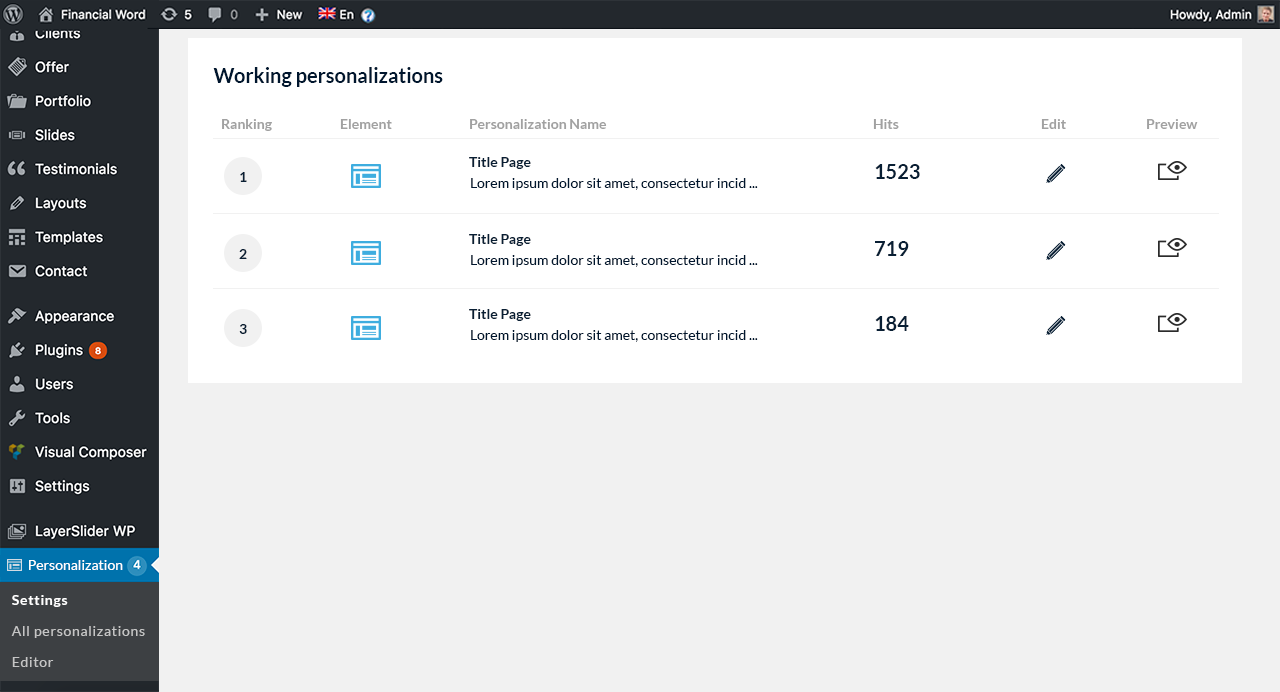 Financial Word 5 0 New En ? Howdy, Admin
Clients
Offer
Portfolio
Slides
Testimonials
Layouts
Templates
Contact
Appearance
Plugins 8
Users
Tools
Visual Composer
Settings
LayerSlider WP
Personalization 4
Settings
All personalizations
Editor
Working personalizations
Ranking Element Personalization Name Hits Edit Preview
1 Title Page 1523
Lorem ipsum dolor sit amet, consectetur incid ...
2 Title Page 719
Lorem ipsum dolor sit amet, consectetur incid ...
3 Title Page 184
Lorem ipsum dolor sit amet, consectetur incid ...